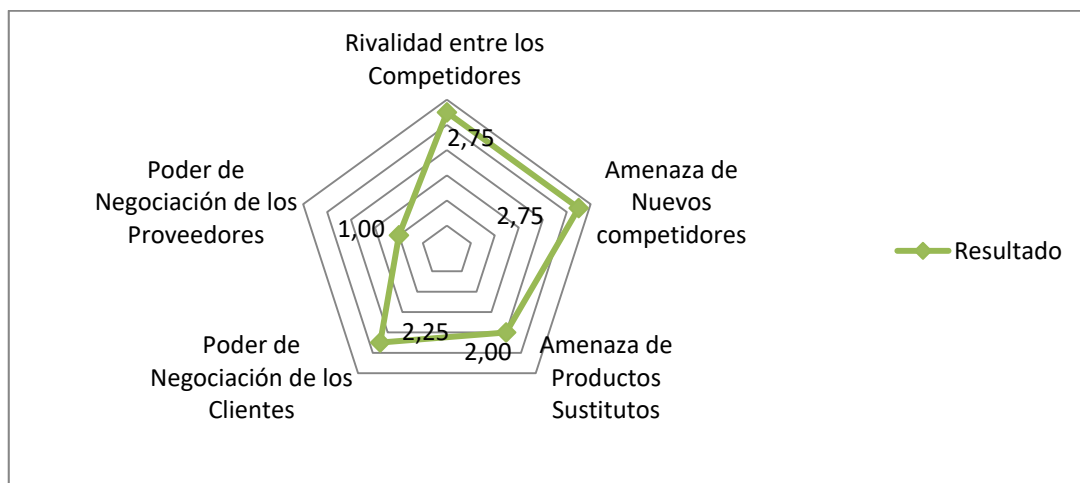 Rivalidad entre los
Competidores
2,75
Amenaza de
Nuevos
competidores
2,75
Amenaza de
Productos
Sustitutos
2,00
Poder de
Negociación de los
Clientes
2,25
Poder de
Negociación de los
Proveedores
1,00
Resultado